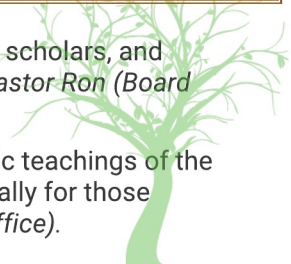 scholars, and
astor Ron (Board
c teachings of the
ally for those
ffice).